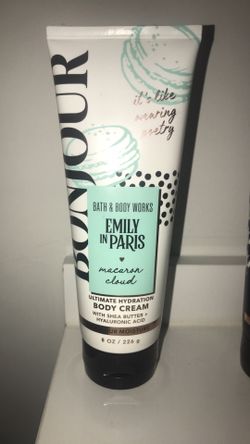 BONJOUR
it's like
wearing
poetry
BATH & BODY WORKS
EMILY
IN PARIS
macaron
cloud
ULTIMATE HYDRATION
BODY CREAM
WITH SHEA BUTTER +
HYALURONIC ACID
8 OZ / 226 g